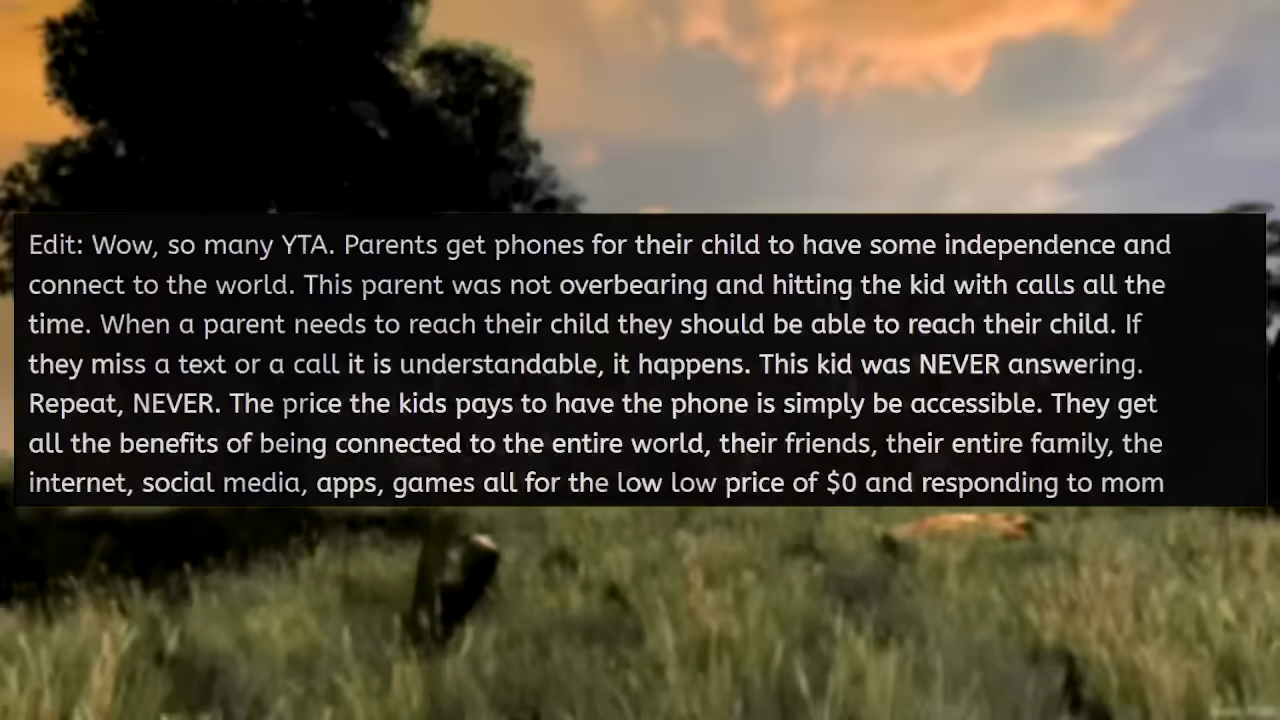 Edit: Wow, so many YTA. Parents get phones for their child to have some independence and
connect to the world. This parent was not overbearing and hitting the kid with calls all the
time. When a parent needs to reach their child they should be able to reach their child. If
they miss a text or a call it is understandable, it happens. This kid was NEVER answering.
Repeat, NEVER. The price the kids pays to have the phone is simply be accessible. They get
all the benefits of being connected to the entire world, their friends, their entire family, the
internet, social media, apps, games all for the low low price of $0 and responding to mom